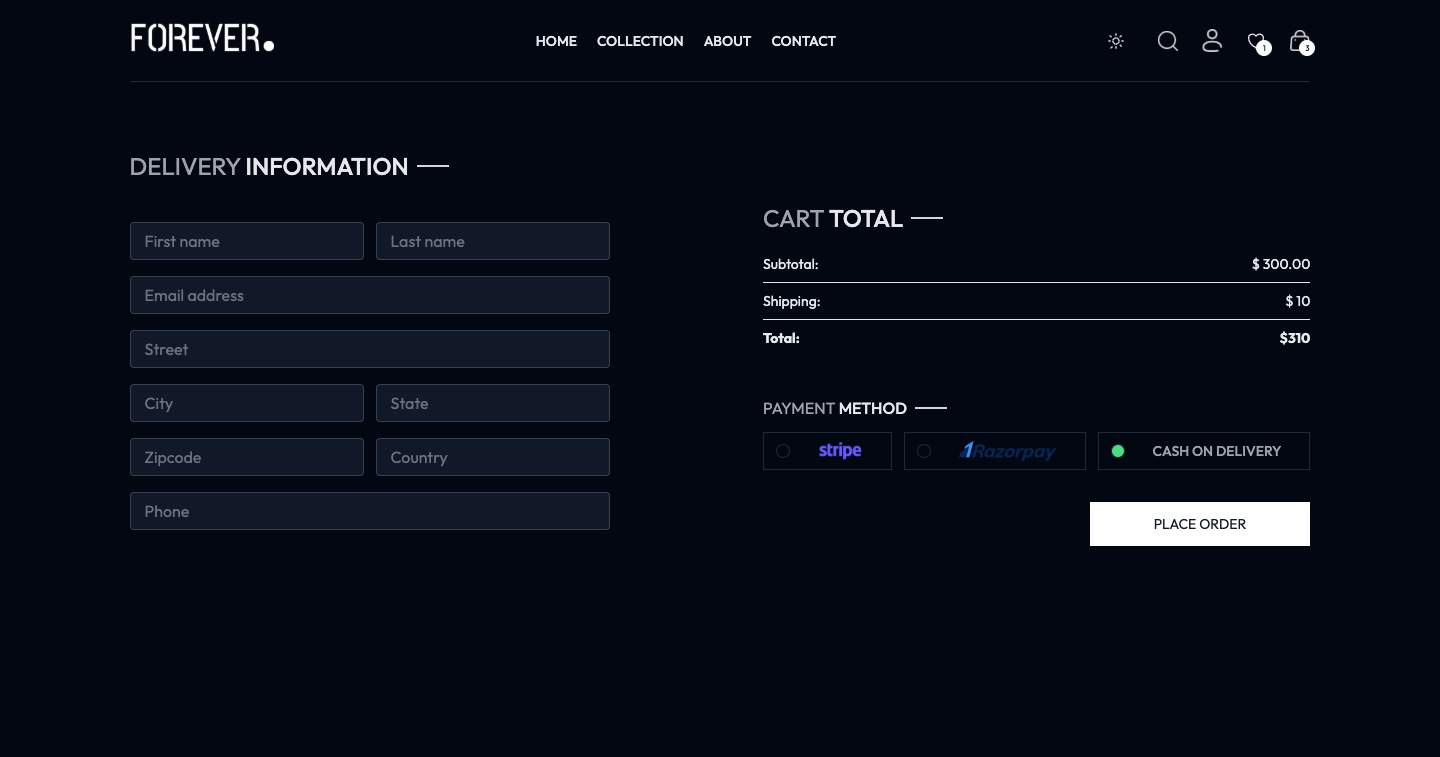 FOREVER.
HOME COLLECTION ABOUT CONTACT
1
3
DELIVERY INFORMATION
First name
Last name
Email address
Street
City
State
Zipcode
Country
Phone
CART TOTAL
Subtotal: $ 300.00
Shipping: $ 10
Total: $310
PAYMENT METHOD
stripe
Razorpay
CASH ON DELIVERY
PLACE ORDER